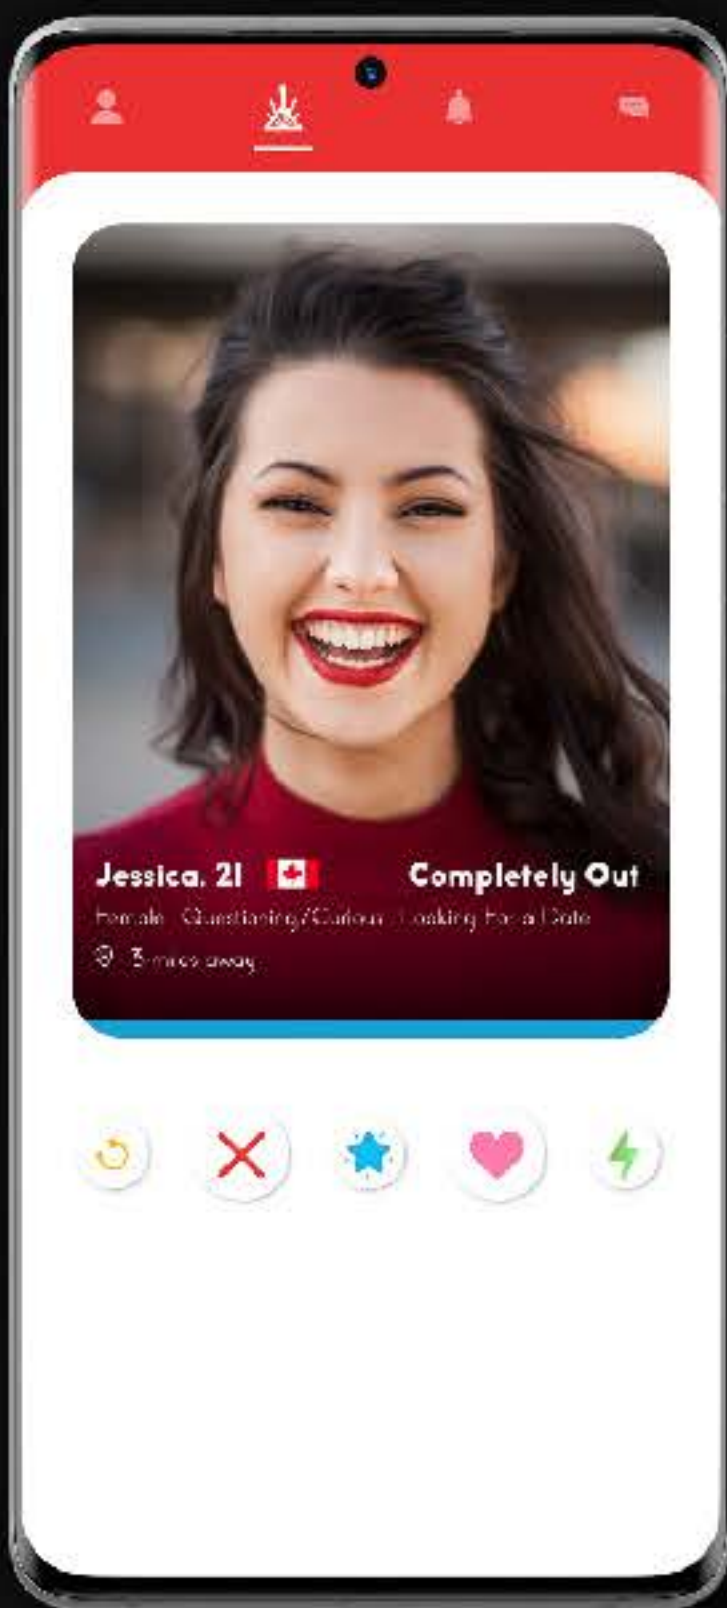 Jessica. 21
Completely Out
Female Questioning/Curious Looking For a Date
3 miles away